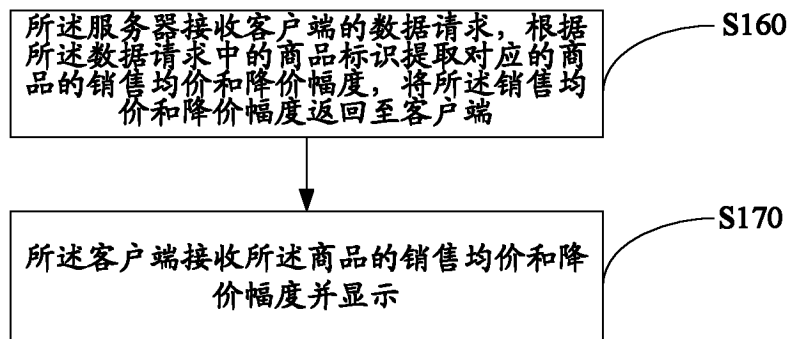 所述服务器接收客户端的数据请求，根据
所述数据请求中的商品标识提取对应的商
品的销售均价和降价幅度，将所述销售均
价和降价幅度返回至客户端
S160
所述客户端接收所述商品的销售均价和降
价幅度并显示
S170